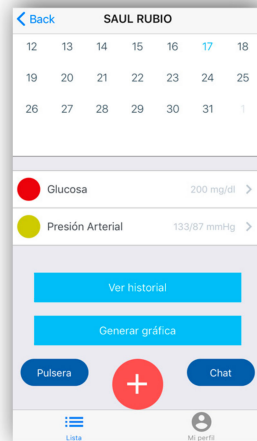 Back SAUL RUBIO
12 13 14 15 16 17 18
19 20 21 22 23 24 25
26 27 28 29 30 31 1
Glucosa 200 mg/dl
Presión Arterial 133/87 mmHg
Ver historial
Generar gráfica
Pulsera + Chat
Lista Mi perfil